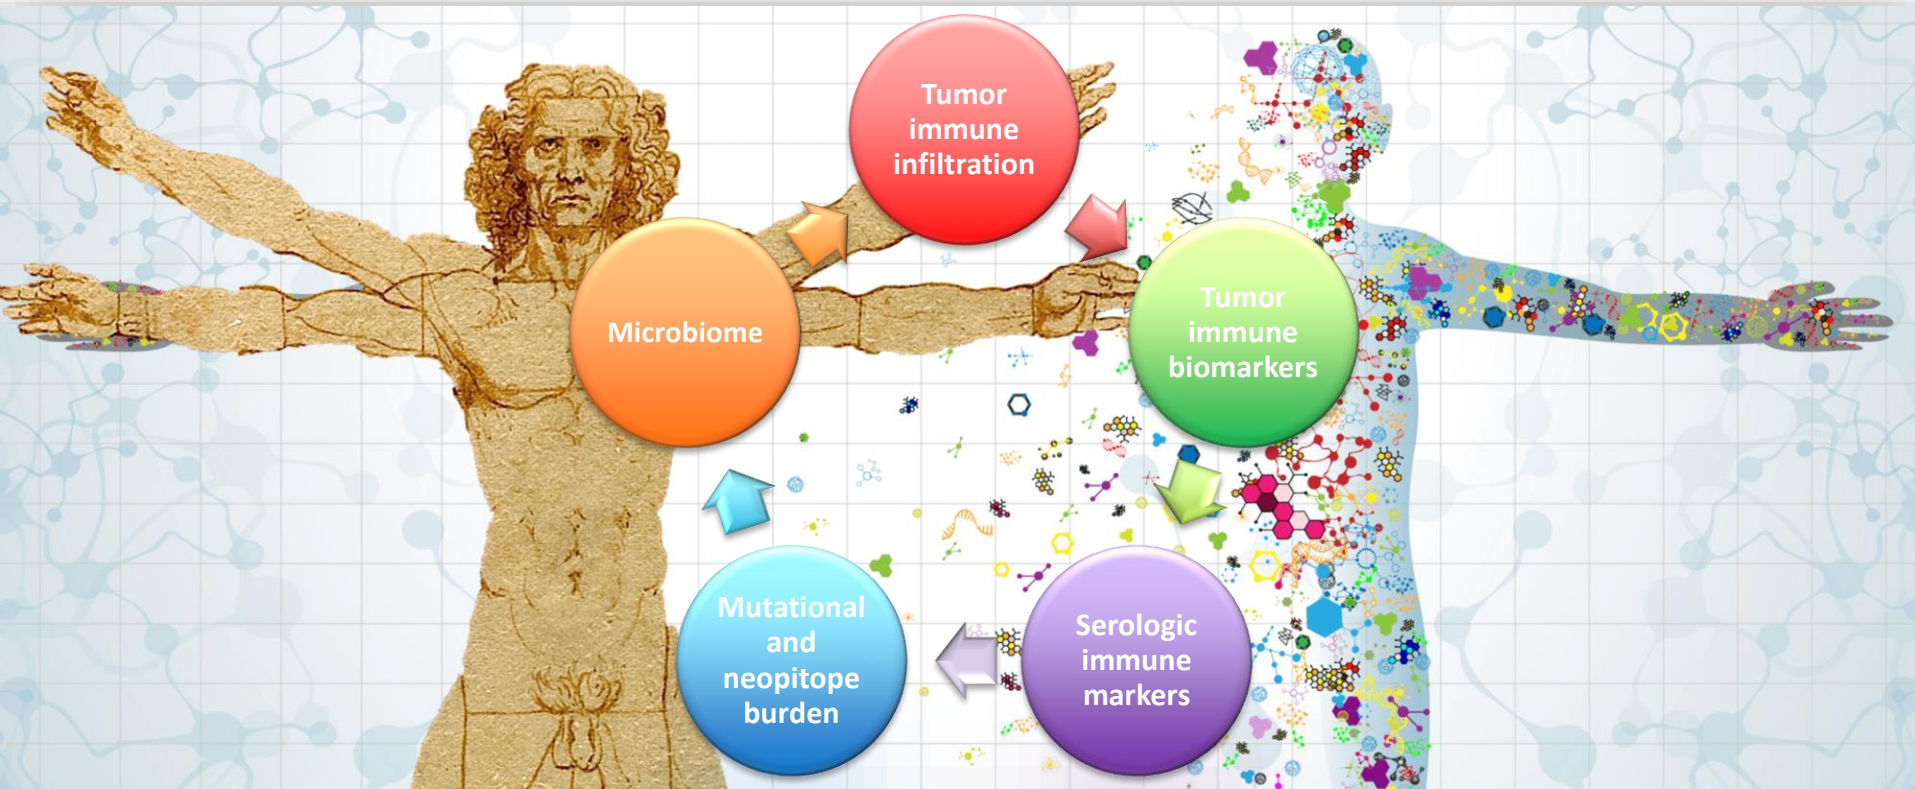 Tumor
immune
infiltration
Tumor
immune
biomarkers
Serologic
immune
markers
Mutational
and
neopitope
burden
Microbiome